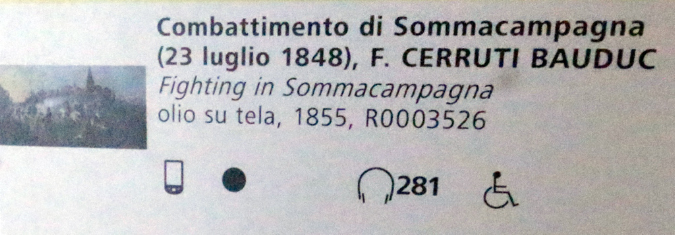 Combattimento di Sommacampagna
(23 luglio 1848), F. CERRUTI BAUDUC
Fighting in Sommacampagna
olio su tela, 1855, R0003526
281